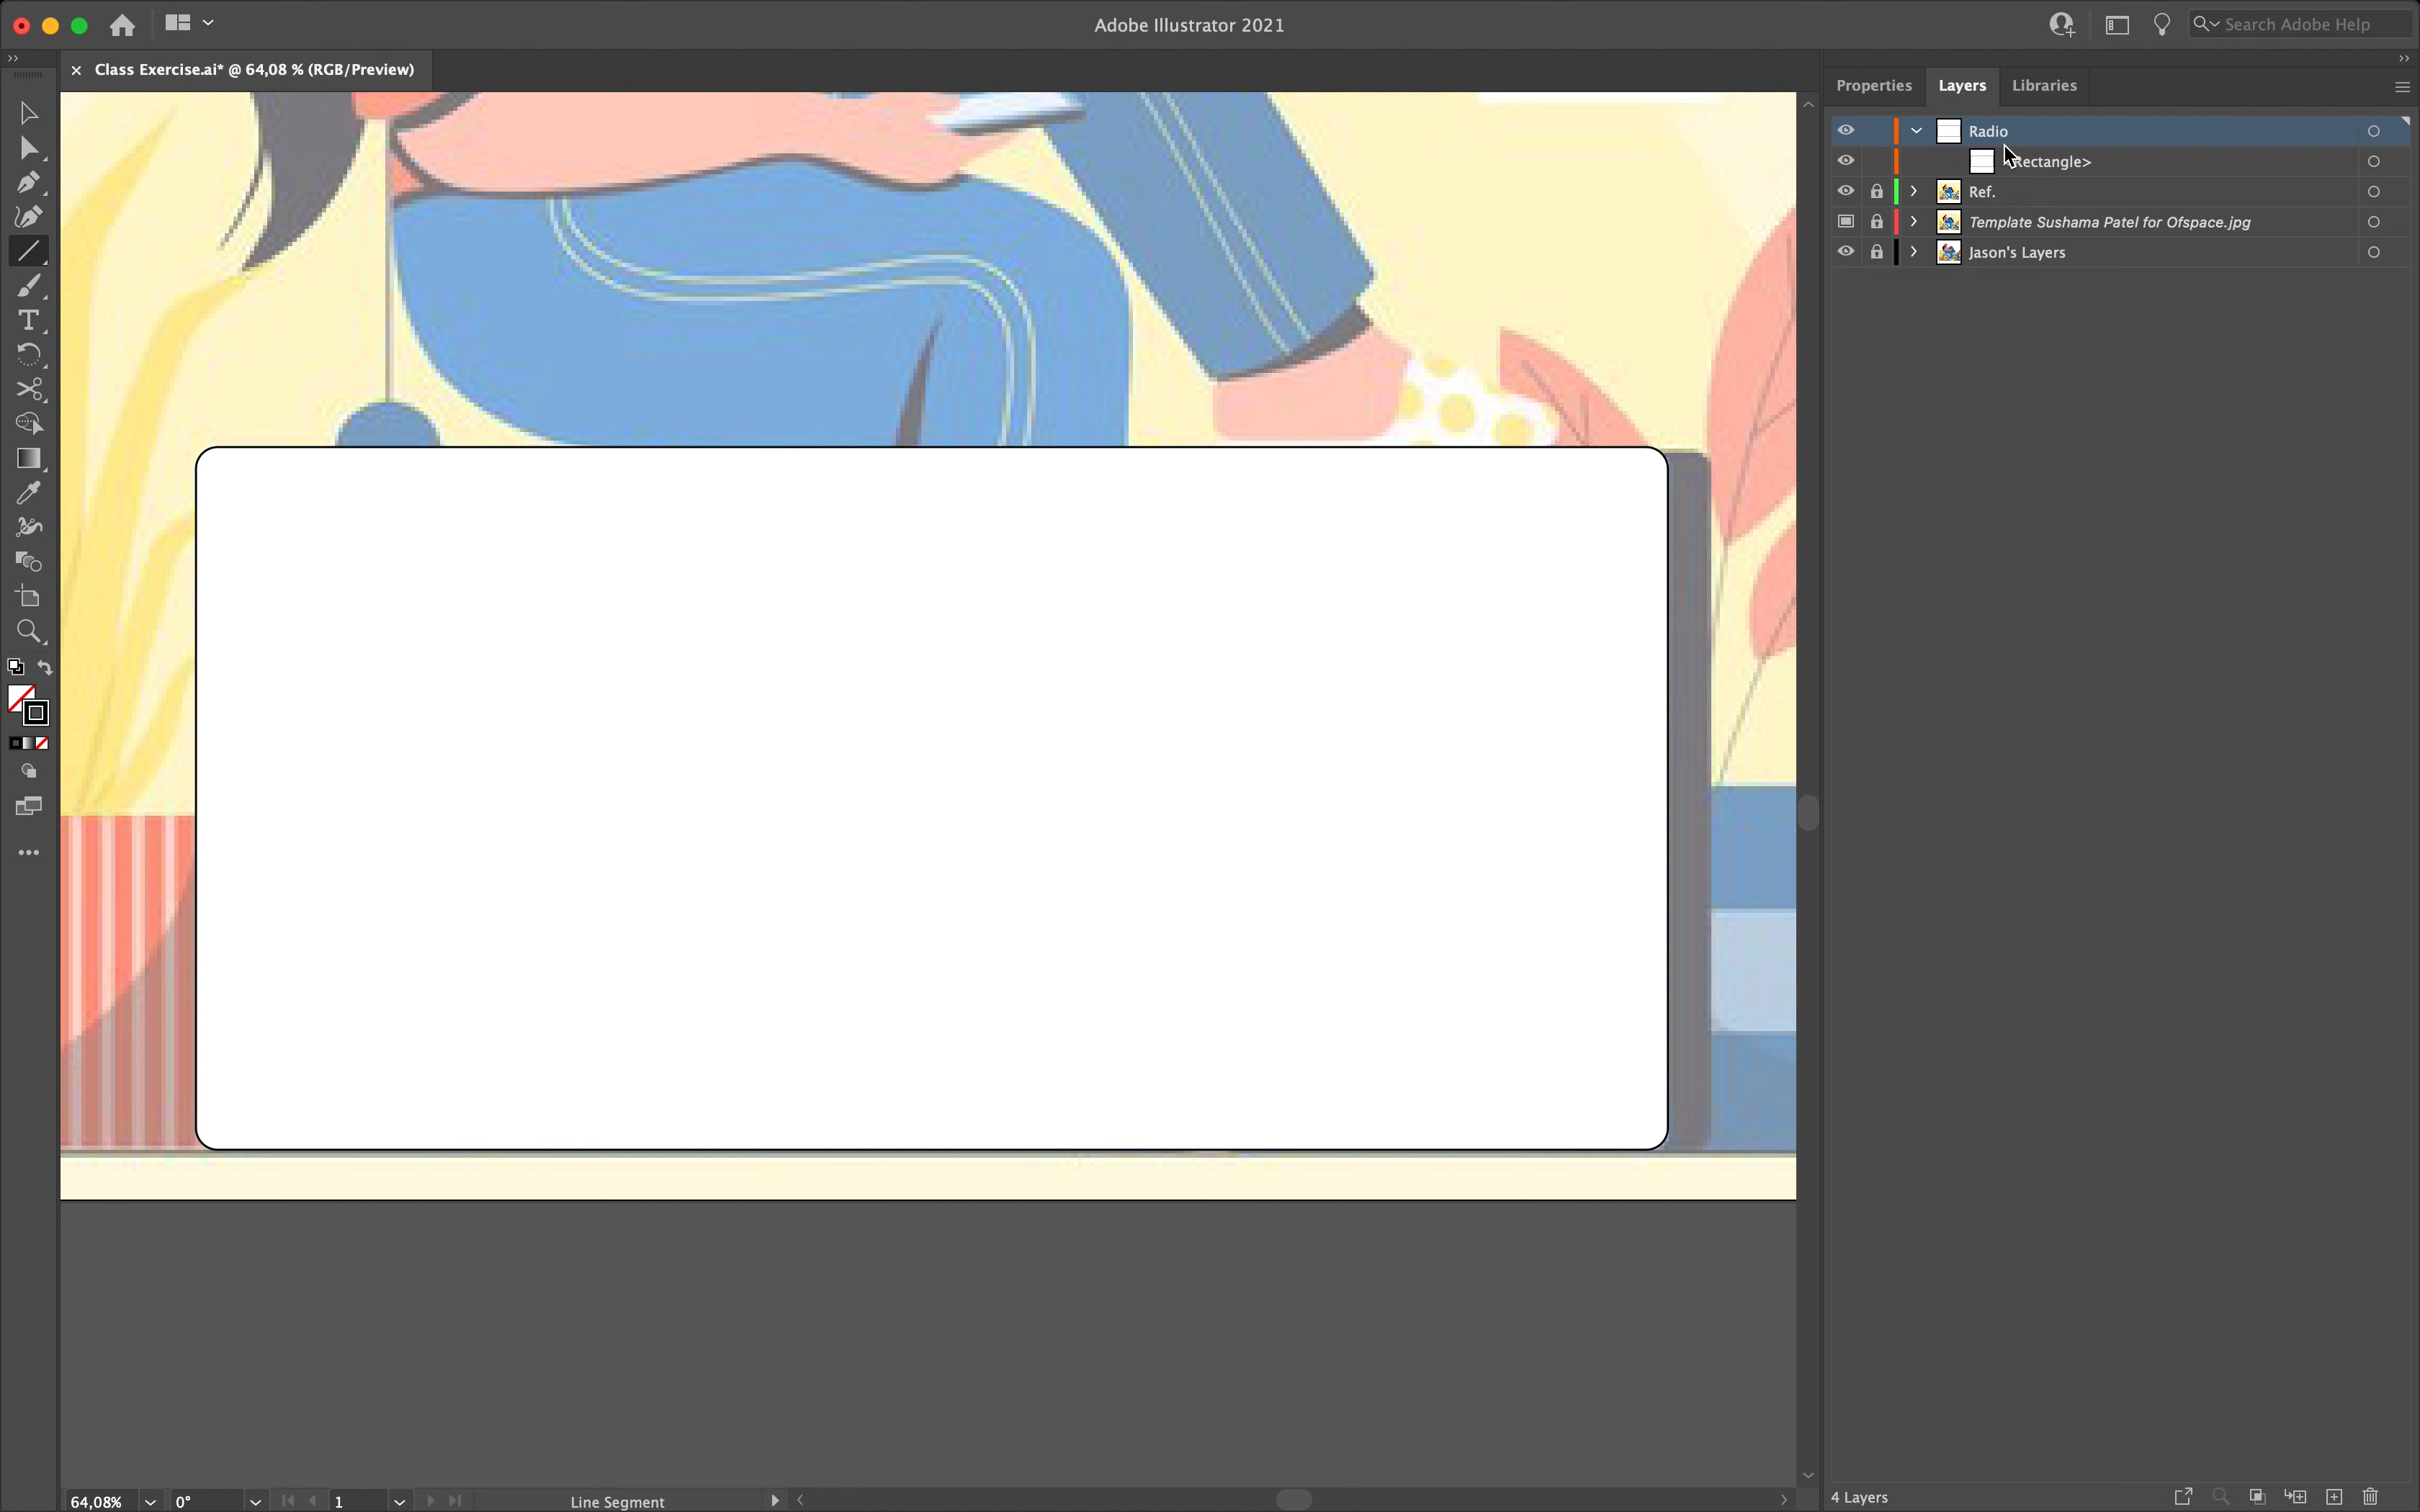 Adobe Illustrator 2021
Search Adobe Help
Class Exercise.ai* @ 64,08 % (RGB/Preview)
Properties
Layers
Libraries
Radio
Rectangle>
Ref.
Template Sushama Patel for Ofspace.jpg
Jason's Layers
64,08%
0°
1
Line Segment
4 Layers